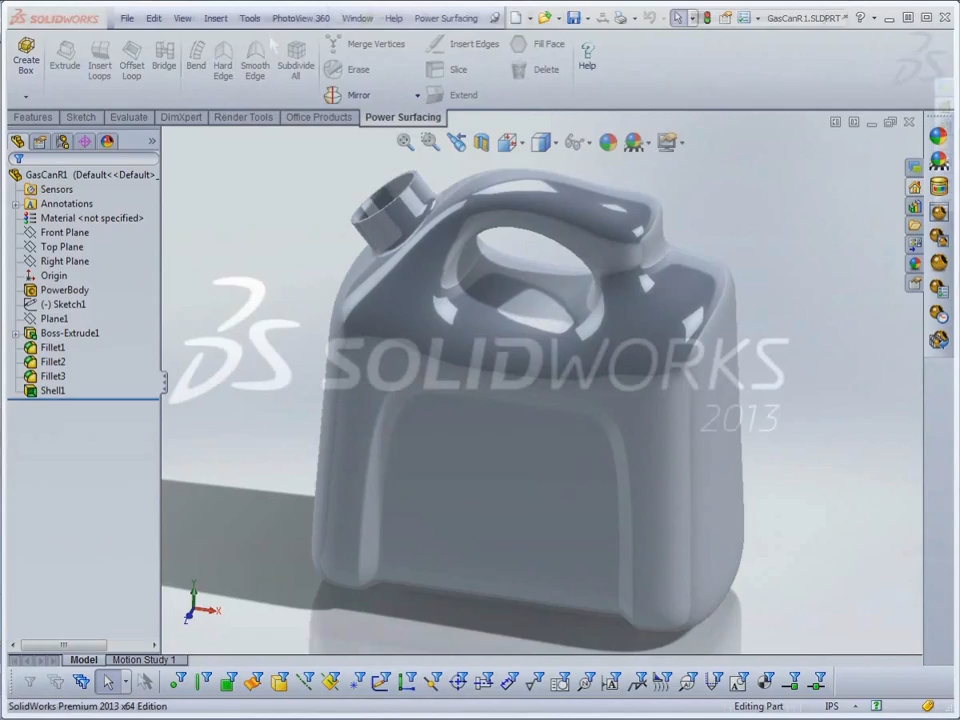 SOLIDWORKS File Edit View Insert Tools PhotoView 360 Window Help Power Surfacing GasCanR1.SLDPRT*
Create Box Extrude Insert Loops Offset Loop Bridge Bend Hard Edge Smooth Edge Subdivide All Merge Vertices Insert Edges Fill Face Help
Erase Slice Delete
Mirror Extend
Features Sketch Evaluate DimXpert Render Tools Office Products Power Surfacing
GasCanR1 (Default<<Default>_
Sensors
Annotations
Material <not specified>
Front Plane
Top Plane
Right Plane
Origin
PowerBody
(-) Sketch1
Plane1
Boss-Extrude1
Fillet1
Fillet2
Fillet3
Shell1
SOLIDWORKS
2013
Y
X
Z
Model Motion Study 1
SolidWorks Premium 2013 x64 Edition Editing Part IPS